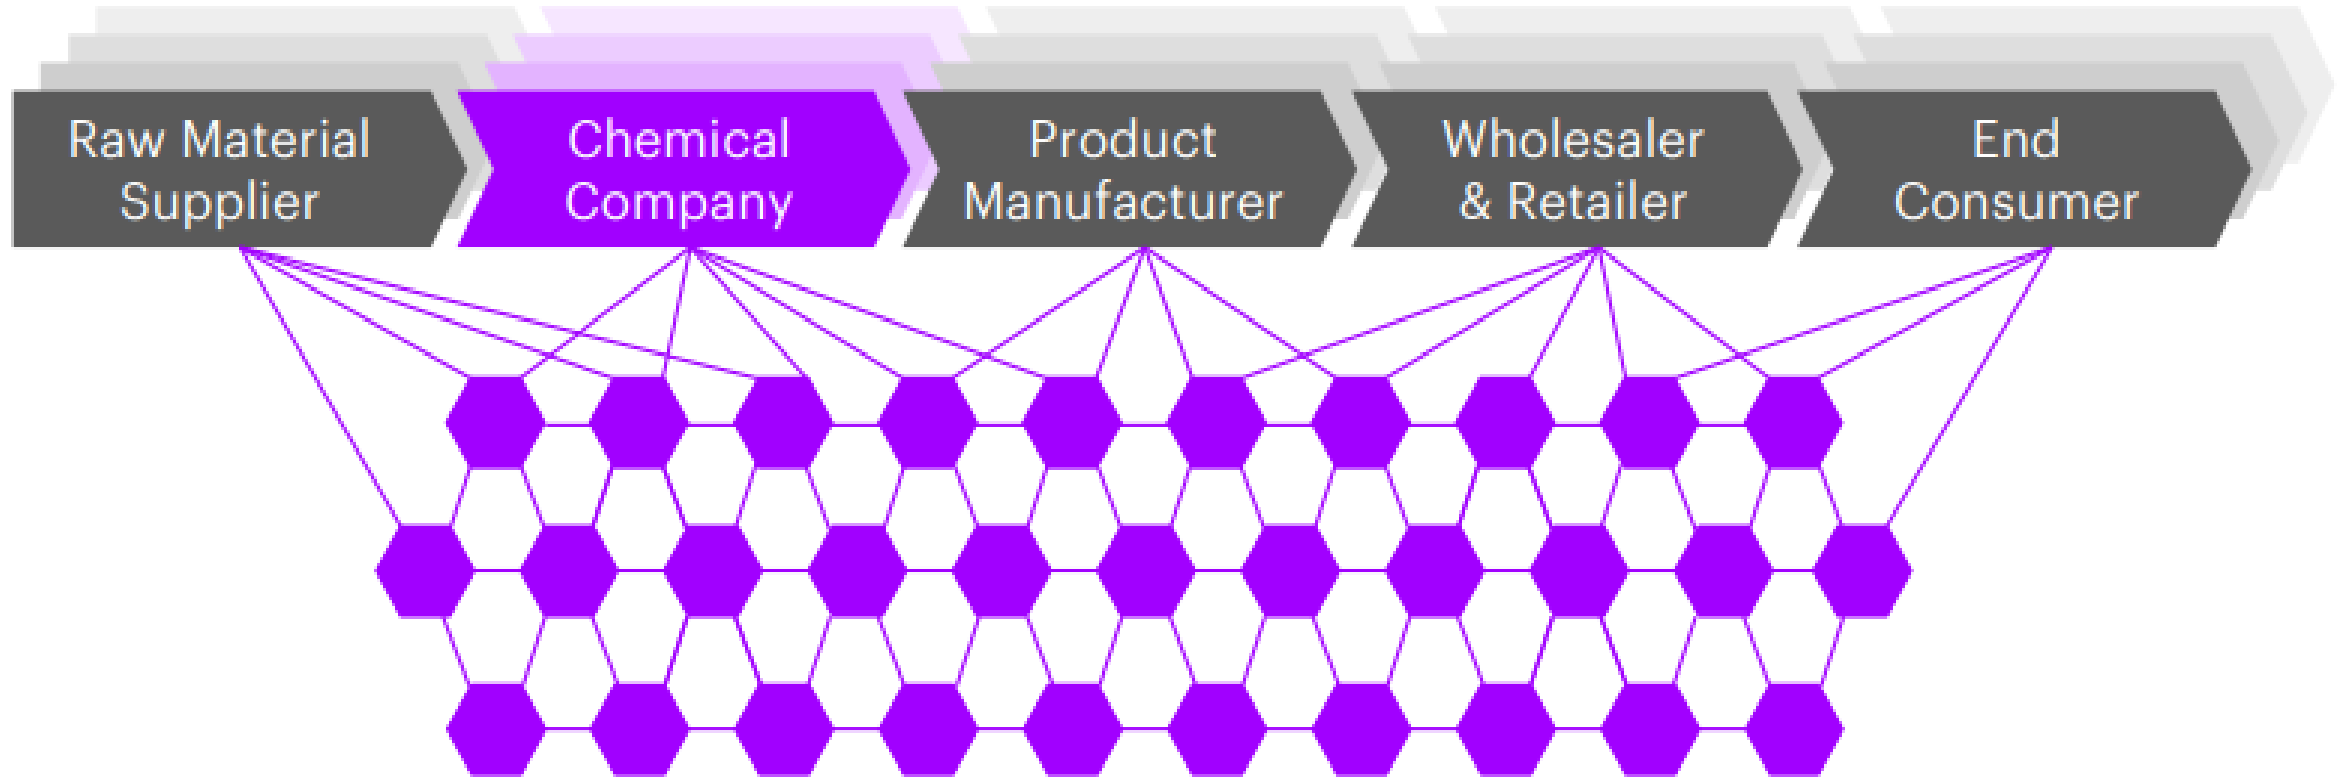 Raw Material
Supplier
Chemical
Company
Product
Manufacturer
Wholesaler
& Retailer
End
Consumer